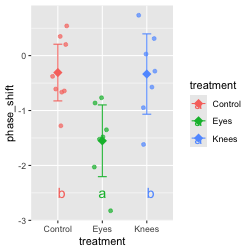 0
-1
-2
-3
phase_shift
b
a
b
Control
Eyes
Knees
treatment
treatment
a
Control
a
Eyes
a
Knees